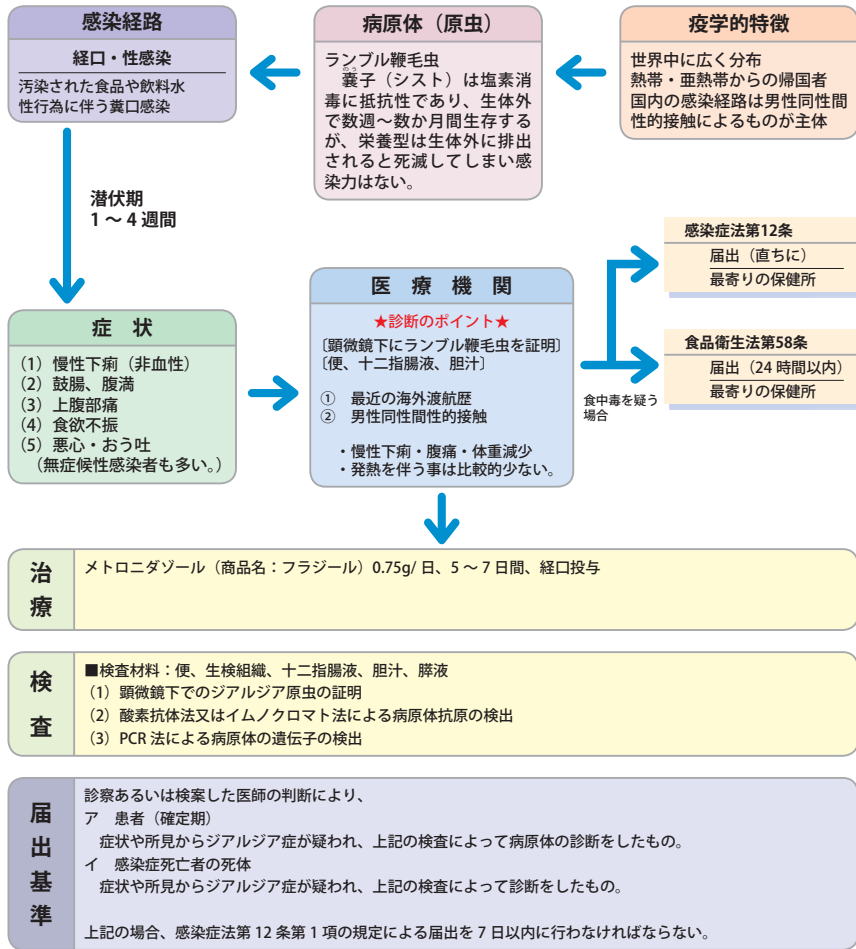 感染経路
経口・性感染
汚染された食品や飲料水
性行為に伴う糞口感染
病原体（原虫）
ランブル鞭毛虫
嚢子（シスト）は塩素消
毒に抵抗性であり、生体外
で数週～数か月間生存する
が、栄養型は生体外に排出
されると死滅してしまい感
染力はない。
疫学的特徴
世界中に広く分布
熱帯・亜熱帯からの帰国者
国内の感染経路は男性同性間
性的接触によるものが主体
潜伏期
1 ～ 4 週間
症　状
（1）慢性下痢（非血性）
（2）鼓腸、腹満
（3）上腹部痛
（4）食欲不振
（5）悪心・おう吐
（無症候性感染者も多い。）
医　療　機　関
★診断のポイント★
〔顕微鏡下にランブル鞭毛虫を証明〕
〔便、十二指腸液、胆汁〕
①　最近の海外渡航歴
②　男性同性間性的接触
・慢性下痢・腹痛・体重減少
・発熱を伴う事は比較的少ない。
食中毒を疑う
場合
感染症法第12条
届出（直ちに）
最寄りの保健所
食品衛生法第58条
届出（24 時間以内）
最寄りの保健所
治療
メトロニダゾール（商品名：フラジール）0.75g/ 日、5 ～ 7 日間、経口投与
検査
■検査材料：便、生検組織、十二指腸液、胆汁、膵液
（1）顕微鏡下でのジアルジア原虫の証明
（2）酸素抗体法又はイムノクロマト法による病原体抗原の検出
（3）PCR 法による病原体の遺伝子の検出
届出基準
診察あるいは検案した医師の判断により、
ア　患者（確定期）
症状や所見からジアルジア症が疑われ、上記の検査によって病原体の診断をしたもの。
イ　感染症死亡者の死体
症状や所見からジアルジア症が疑われ、上記の検査によって診断をしたもの。
上記の場合、感染症法第 12 条第 1 項の規定による届出を 7 日以内に行わなければならない。